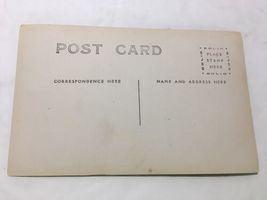 POST CARD
CORRESPONDENCE HERE
NAME AND ADDRESS HERE
PLACE
STAMP
HERE